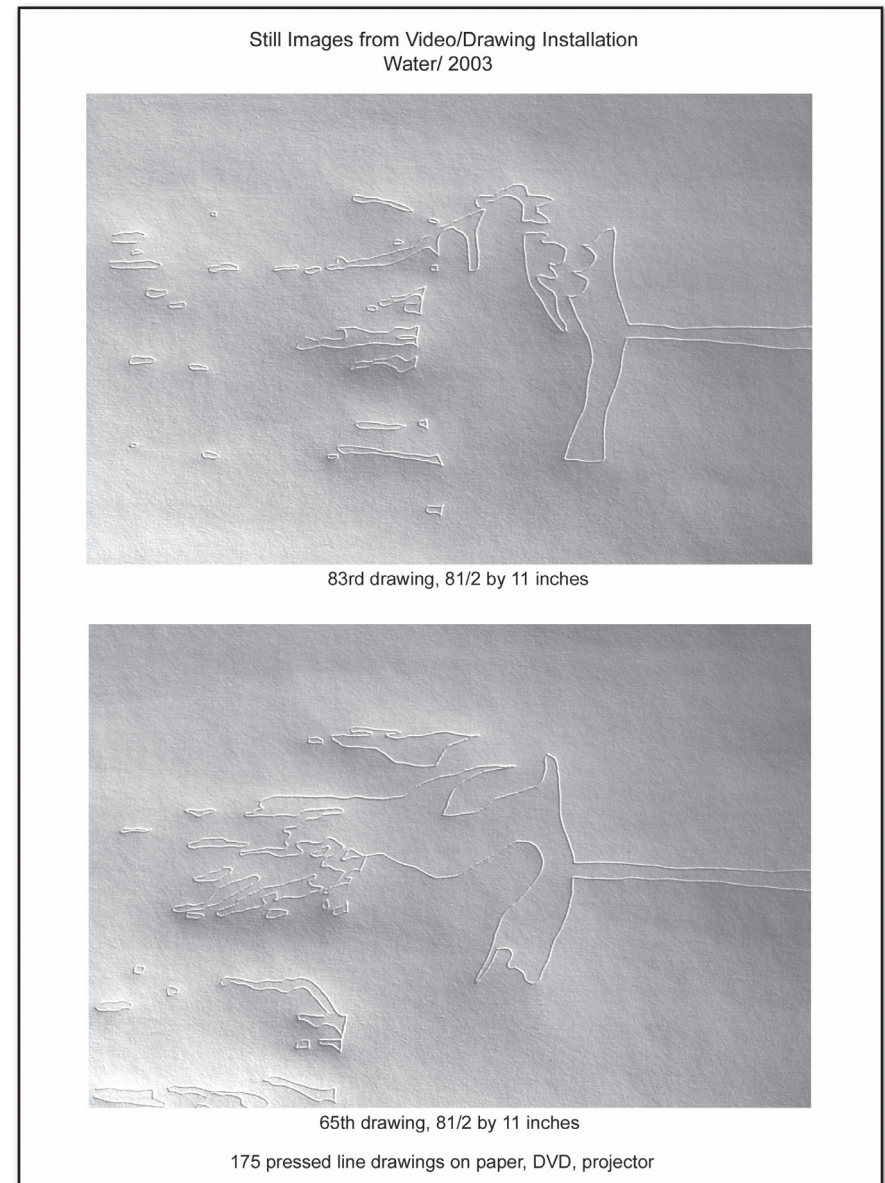 Still Images from Video/Drawing Installation
Water/ 2003
83rd drawing, 81/2 by 11 inches
65th drawing, 81/2 by 11 inches
175 pressed line drawings on paper, DVD, projector